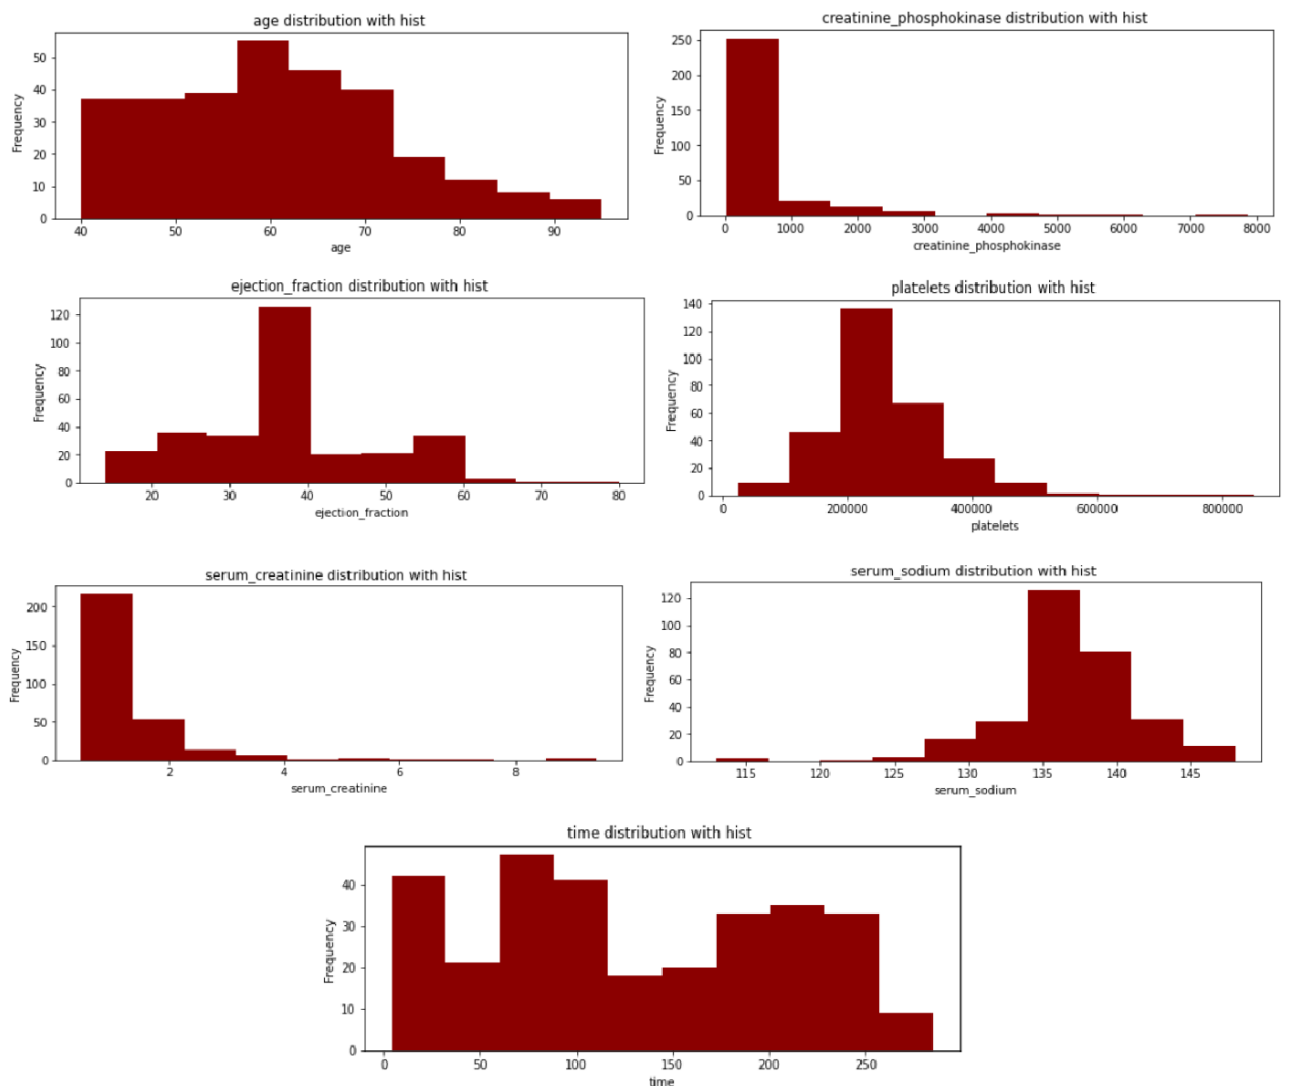 age distribution with hist
Frequency
50
40
30
20
10
0
40 50 60 70 80 90
age
creatinine_phosphokinase distribution with hist
Frequency
250
200
150
100
50
0
0 1000 2000 3000 4000 5000 6000 7000 8000
creatinine_phosphokinase
ejection_fraction distribution with hist
Frequency
120
100
80
60
40
20
0
20 30 40 50 60 70 80
ejection_fraction
platelets distribution with hist
Frequency
140
120
100
80
60
40
20
0
0 200000 400000 600000 800000
platelets
serum_creatinine distribution with hist
Frequency
200
150
100
50
0
2 4 6 8
serum_creatinine
serum_sodium distribution with hist
Frequency
120
100
80
60
40
20
0
115 120 125 130 135 140 145
serum_sodium
time distribution with hist
Frequency
40
30
20
10
0
0 50 100 150 200 250
time